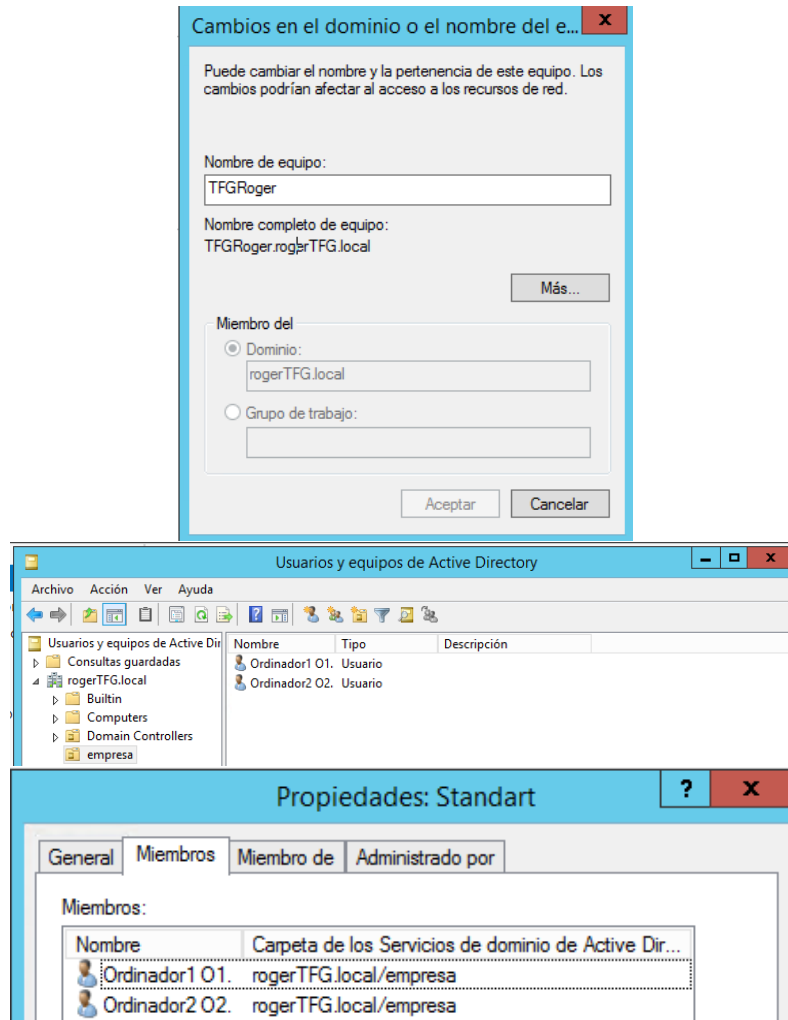 Cambios en el dominio o el nombre del e... x
Puede cambiar el nombre y la pertenencia de este equipo. Los
cambios podrían afectar al acceso a los recursos de red.
Nombre de equipo:
TFGRoger
Nombre completo de equipo:
TFGRoger.rogerTFG.local
Más...
Miembro del
Dominio:
rogerTFG.local
Grupo de trabajo:
Aceptar Cancelar
Usuarios y equipos de Active Directory x
Archivo Acción Ver Ayuda
Usuarios y equipos de Active Dir Nombre Tipo Descripción
Consultas guardadas Ordinador1 O1. Usuario
rogerTFG.local Ordinador2 O2. Usuario
Builtin
Computers
Domain Controllers
empresa
Propiedades: Standart ? x
General Miembros Miembro de Administrado por
Miembros:
Nombre Carpeta de los Servicios de dominio de Active Dir...
Ordinador1 O1. rogerTFG.local/empresa
Ordinador2 O2. rogerTFG.local/empresa